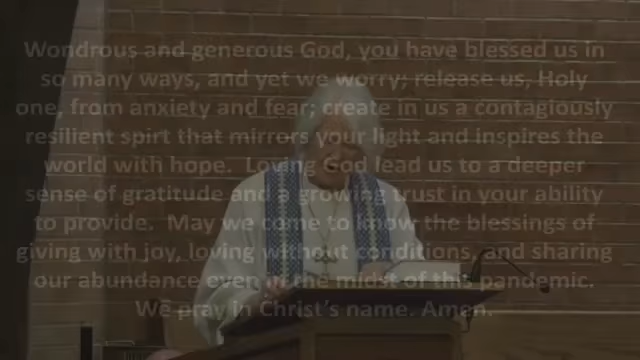 Wondrous and generous God, you have blessed us in
so many ways, and yet we worry; release us, Holy
one, from anxiety and fear; create in us a contagiously
resilient spirt that mirrors your light and inspires the
world with hope. Loving God lead us to a deeper
sense of gratitude and a growing trust in your ability
to provide. May we come to know the blessings of
giving with joy, loving without conditions, and sharing
our abundance even in the midst of this pandemic.
We pray in Christ's name. Amen.